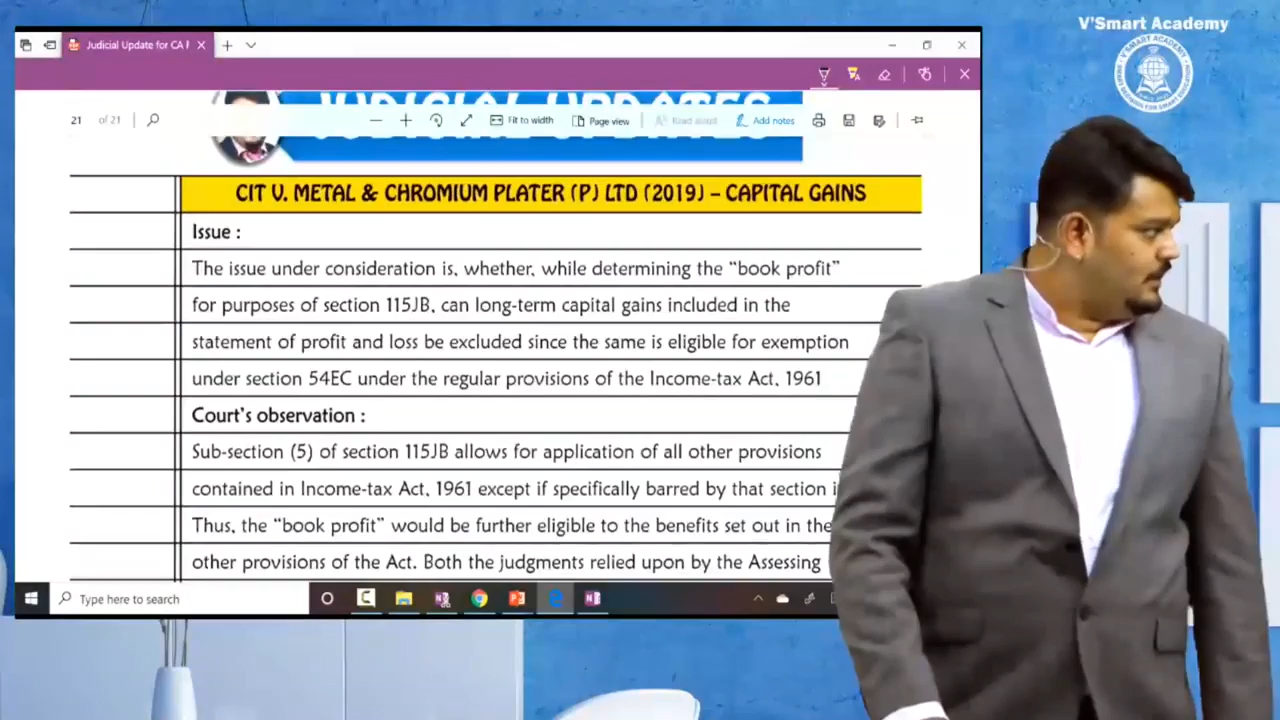 V'Smart Academy
Judicial Update for CA F
JUDICIAL UPDATES
21 of 21
Fit to width
Page view
Read aloud
Add notes
CIT V. METAL & CHROMIUM PLATER (P) LTD (2019) – CAPITAL GAINS
Issue :
The issue under consideration is, whether, while determining the “book profit”
for purposes of section 115JB, can long-term capital gains included in the
statement of profit and loss be excluded since the same is eligible for exemption
under section 54EC under the regular provisions of the Income-tax Act, 1961
Court's observation :
Sub-section (5) of section 115JB allows for application of all other provisions
contained in Income-tax Act, 1961 except if specifically barred by that section i
Thus, the “book profit” would be further eligible to the benefits set out in the
other provisions of the Act. Both the judgments relied upon by the Assessing
Type here to search